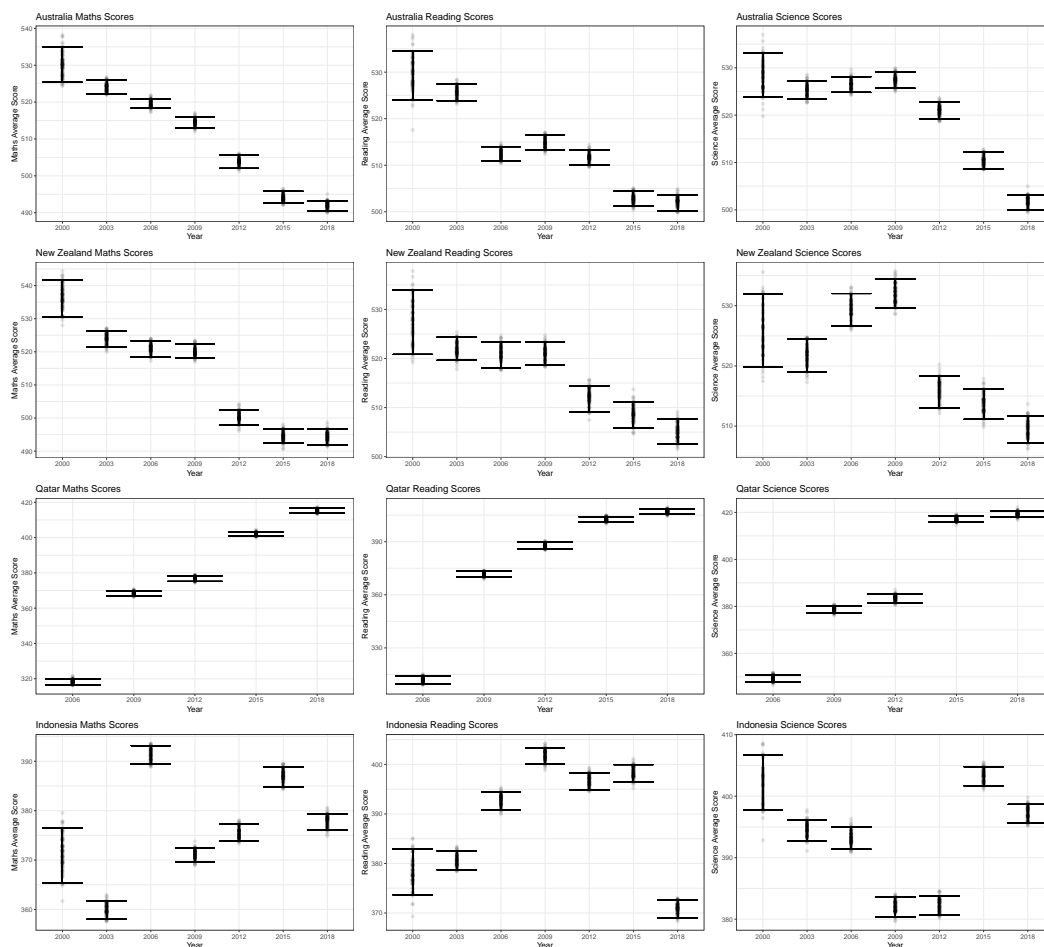 Australia Maths Scores
Maths Average Score
540
530
520
510
500
490
2000 2003 2006 2009 2012 2015 2018
Year
Australia Reading Scores
Reading Average Score
530
520
510
500
2000 2003 2006 2009 2012 2015 2018
Year
Australia Science Scores
Science Average Score
530
520
510
500
2000 2003 2006 2009 2012 2015 2018
Year
New Zealand Maths Scores
Maths Average Score
540
530
520
510
500
490
2000 2003 2006 2009 2012 2015 2018
Year
New Zealand Reading Scores
Reading Average Score
530
520
510
500
2000 2003 2006 2009 2012 2015 2018
Year
New Zealand Science Scores
Science Average Score
530
520
510
2000 2003 2006 2009 2012 2015 2018
Year
Qatar Maths Scores
Maths Average Score
420
400
380
360
340
320
2006 2009 2012 2015 2018
Year
Qatar Reading Scores
Reading Average Score
390
360
330
2006 2009 2012 2015 2018
Year
Qatar Science Scores
Science Average Score
420
400
380
360
2006 2009 2012 2015 2018
Year
Indonesia Maths Scores
Maths Average Score
390
380
370
360
2000 2003 2006 2009 2012 2015 2018
Year
Indonesia Reading Scores
Reading Average Score
400
390
380
370
2000 2003 2006 2009 2012 2015 2018
Year
Indonesia Science Scores
Science Average Score
410
400
390
380
2000 2003 2006 2009 2012 2015 2018
Year